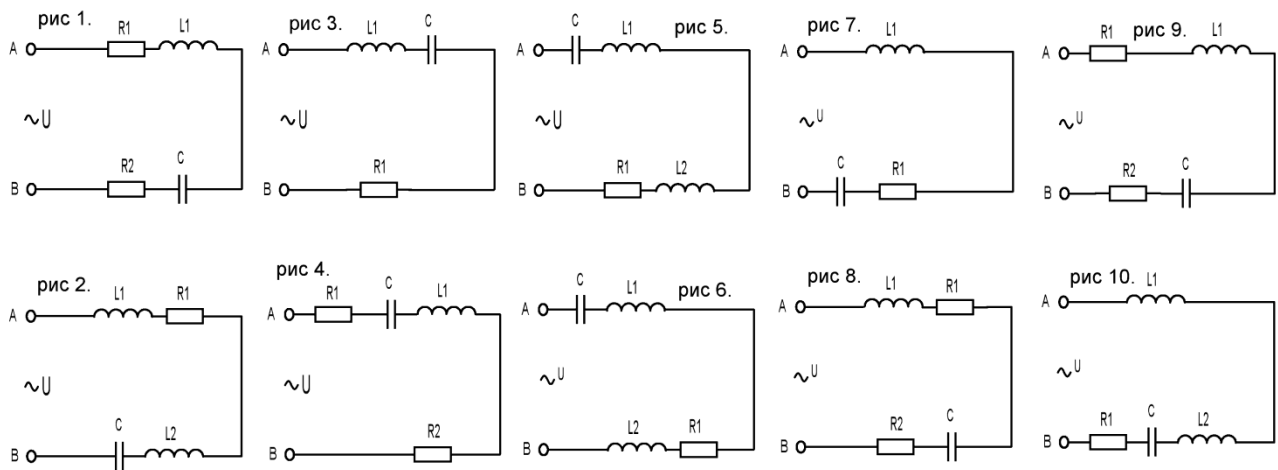 рис 1.
R1 L1
A
~U
R2 C
B
рис 3.
L1 C
A
~U
R1
B
C L1 рис 5.
A
~U
R1 L2
B
рис 7.
L1
A
~U
C R1
B
R1 рис 9. L1
A
~U
R2 C
B
рис 2.
L1 R1
A
~U
C L2
B
рис 4.
R1 C L1
A
~U
R2
B
C L1 рис 6.
A
~U
L2 R1
B
рис 8. L1 R1
A
~U
R2 C
B
рис 10. L1
A
~U
R1 C L2
B